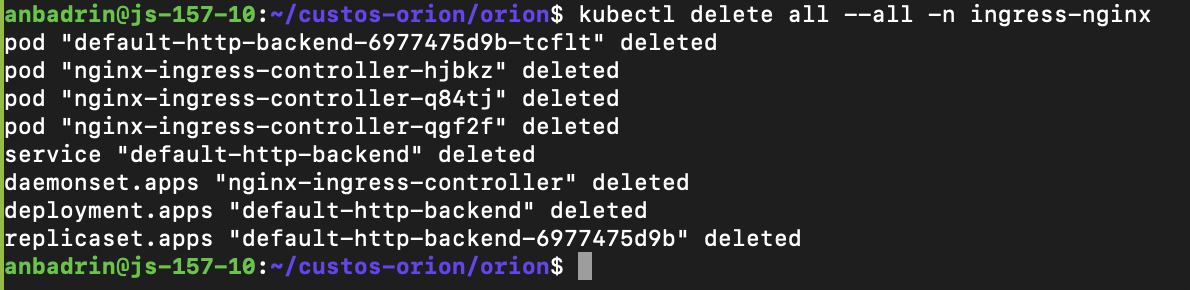 anbadrin@js-157-10:~/custos-orion/orion$ kubectl delete all --all -n ingress-nginx
pod "default-http-backend-6977475d9b-tcflt" deleted
pod "nginx-ingress-controller-hjbkz" deleted
pod "nginx-ingress-controller-q84tj" deleted
pod "nginx-ingress-controller-qgf2f" deleted
service "default-http-backend" deleted
daemonset.apps "nginx-ingress-controller" deleted
deployment.apps "default-http-backend" deleted
replicaset.apps "default-http-backend-6977475d9b" deleted
anbadrin@js-157-10:~/custos-orion/orion$